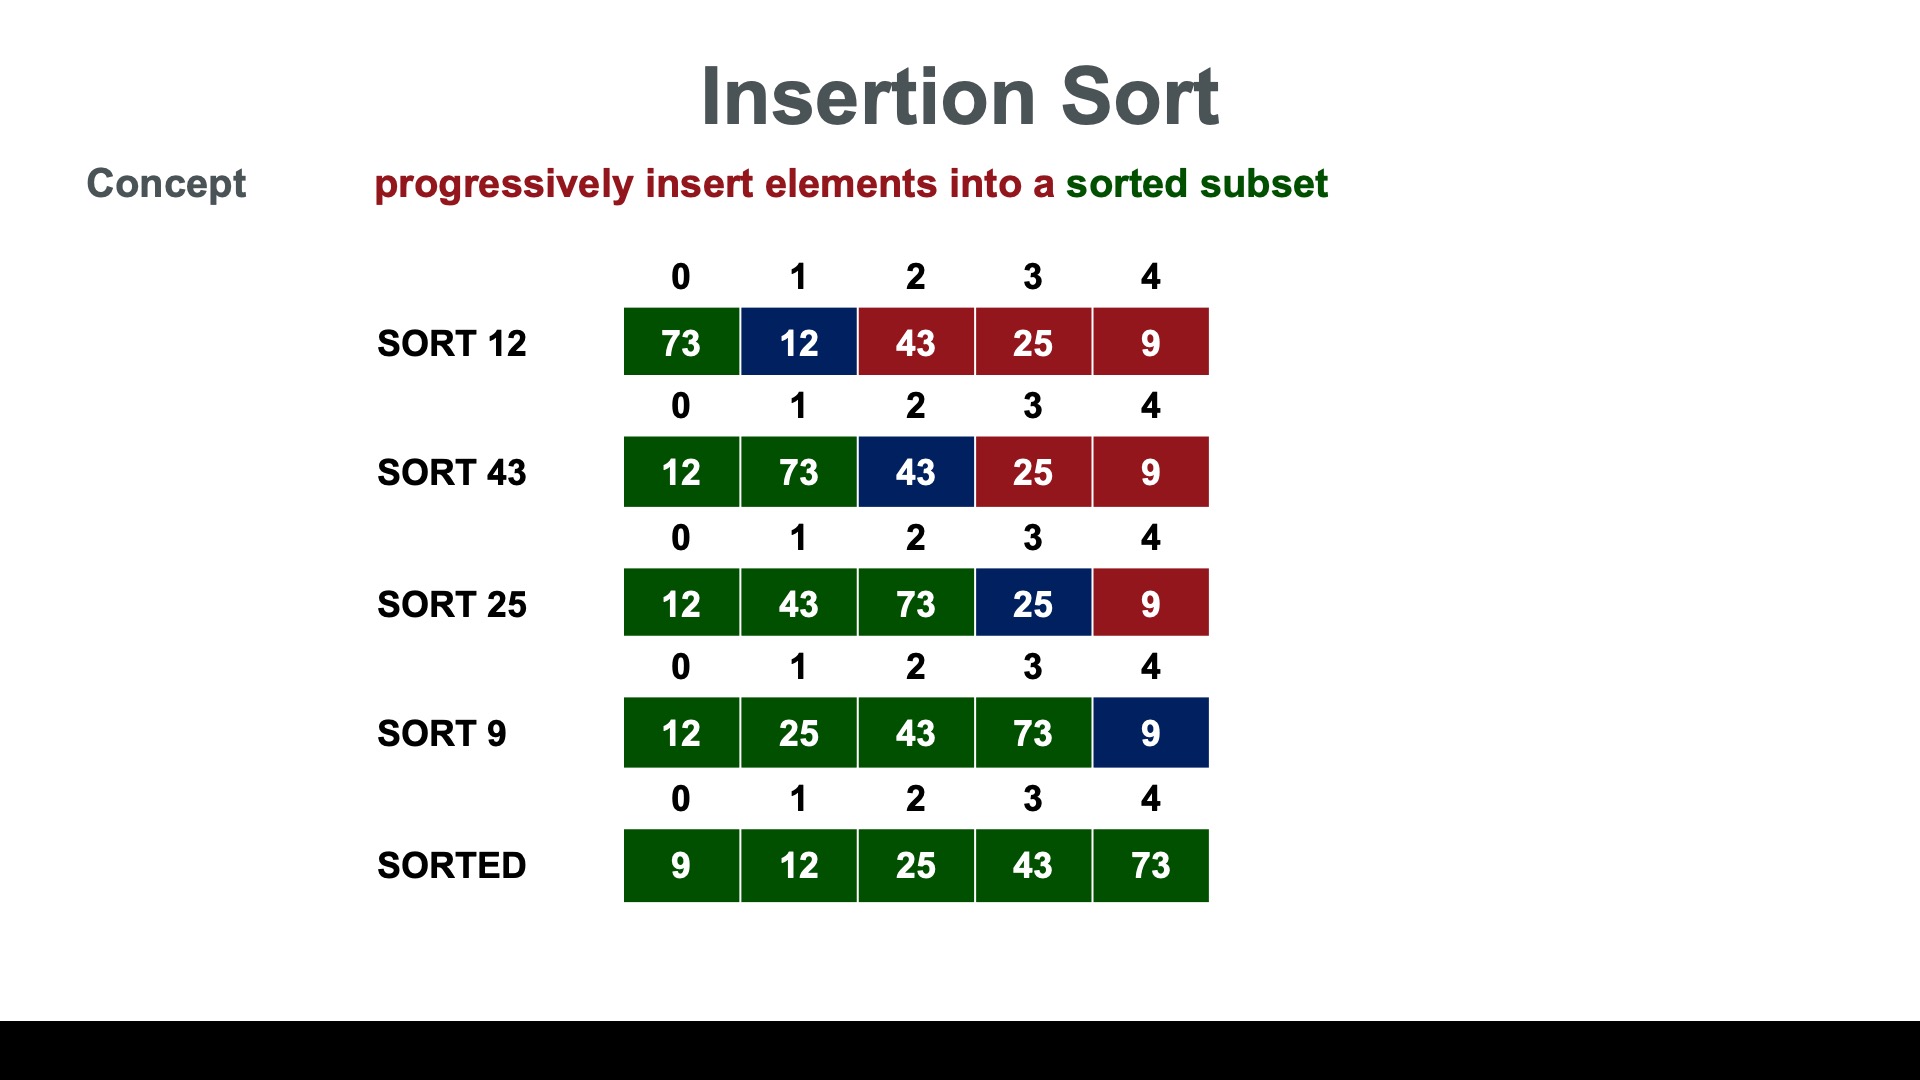 Insertion Sort
Concept progressively insert elements into a sorted subset
0 1 2 3 4
SORT 12 73 12 43 25 9
0 1 2 3 4
SORT 43 12 73 43 25 9
0 1 2 3 4
SORT 25 12 43 73 25 9
0 1 2 3 4
SORT 9 12 25 43 73 9
0 1 2 3 4
SORTED 9 12 25 43 73